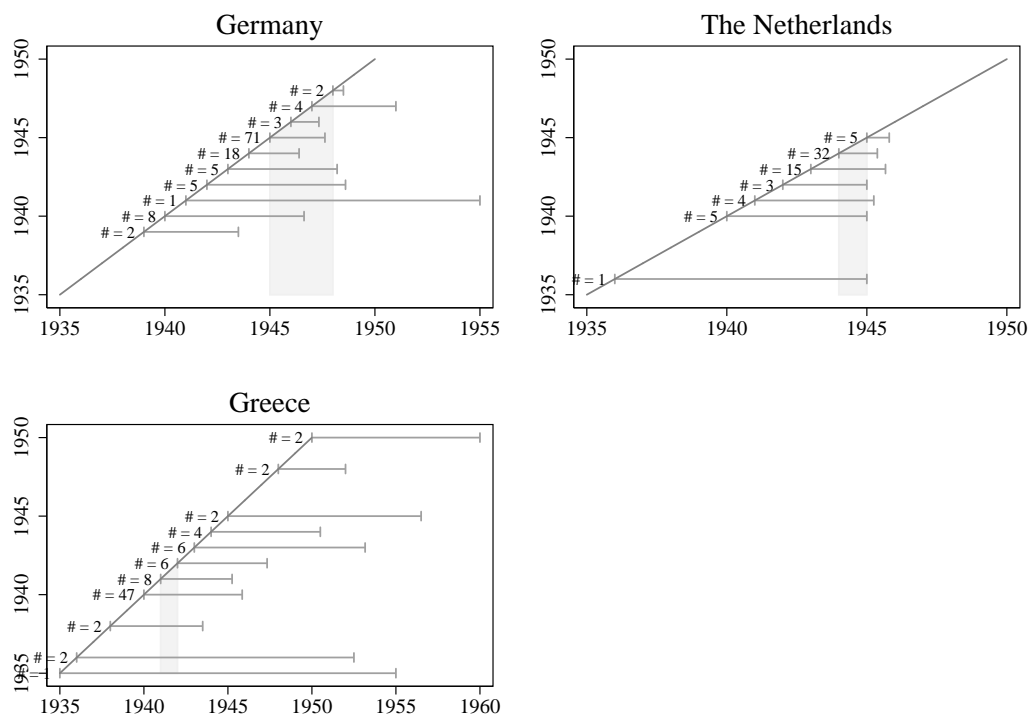 Germany
1950
1945
1940
1935
# = 2
# = 4
# = 3
# = 71
# = 18
# = 5
# = 5
# = 1
# = 8
# = 2
1935 1940 1945 1950 1955
The Netherlands
1950
1945
1940
1935
# = 5
# = 32
# = 15
# = 3
# = 4
# = 5
# = 1
1935 1940 1945 1950
Greece
1950
1945
1940
1935
# = 2
# = 2
# = 2
# = 4
# = 6
# = 6
# = 8
# = 47
# = 2
# = 2
1935 1940 1945 1950 1955 1960